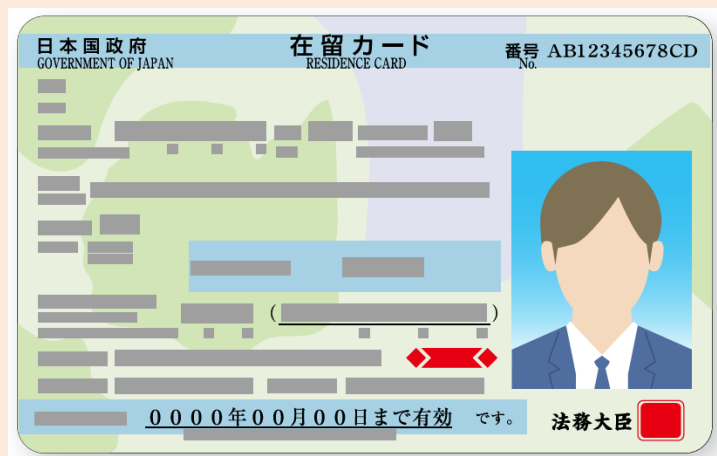 日本国政府 在留カード 番号 AB12345678CD
GOVERNMENT OF JAPAN RESIDENCE CARD No.
( )
0000年00月00日まで有効 です。 法務大臣